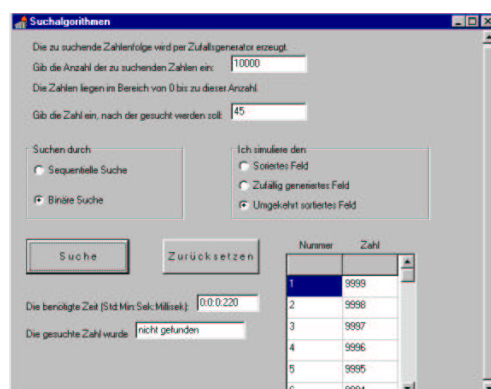 Suchalgorithmen
Die zu suchende Zahlenfolge wird per Zufallsgenerator erzeugt.
Gib die Anzahl der zu suchenden Zahlen ein: 10000
Die Zahlen liegen im Bereich von 0 bis zu dieser Anzahl.
Gib die Zahl ein, nach der gesucht werden soll: 45
Suchen durch
Sequentielle Suche
Binäre Suche
Ich simuliere den
Sortiertes Feld
Zufällig generiertes Feld
Umgekehrt sortiertes Feld
Suche
Zurücksetzen
Die benötigte Zeit (Std:Min:Sek:Millisek): 0:0:0:220
Die gesuchte Zahl wurde nicht gefunden
Nummer Zahl
1 9999
2 9998
3 9997
4 9996
5 9995
6 9994